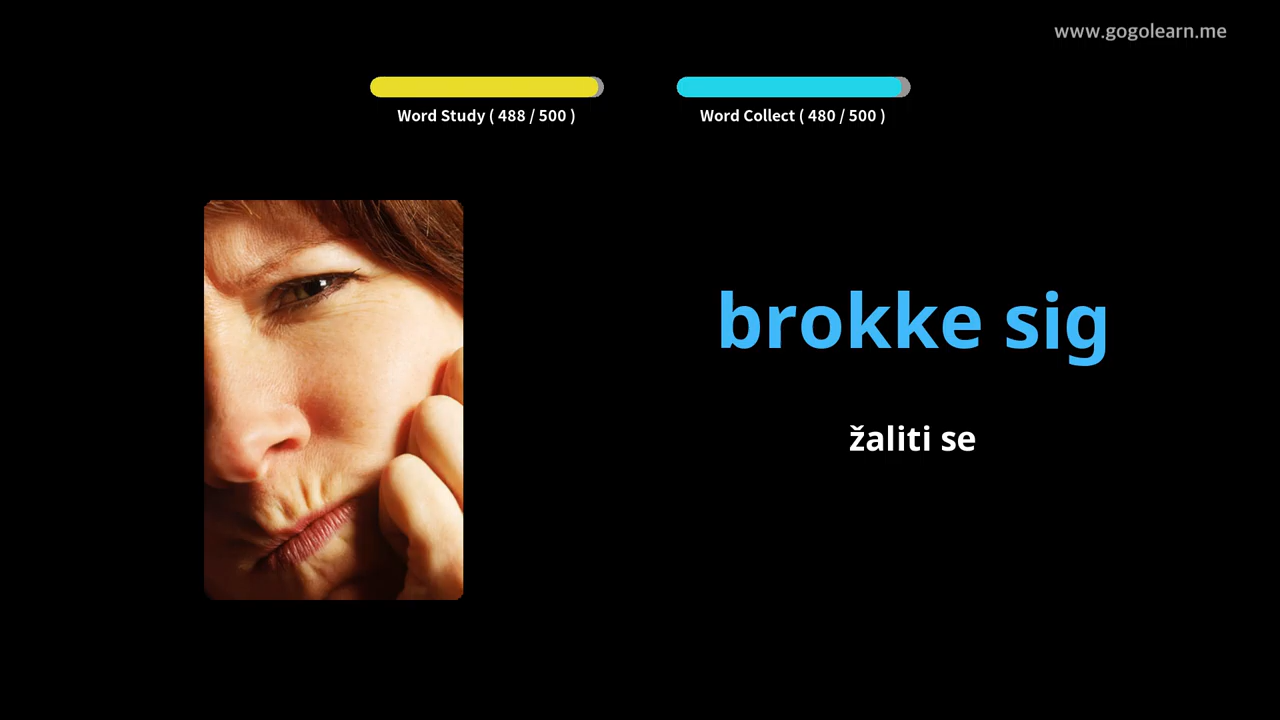 www.gogolearn.me
Word Study ( 488 / 500 )
Word Collect ( 480 / 500 )
brokke sig
žaliti se